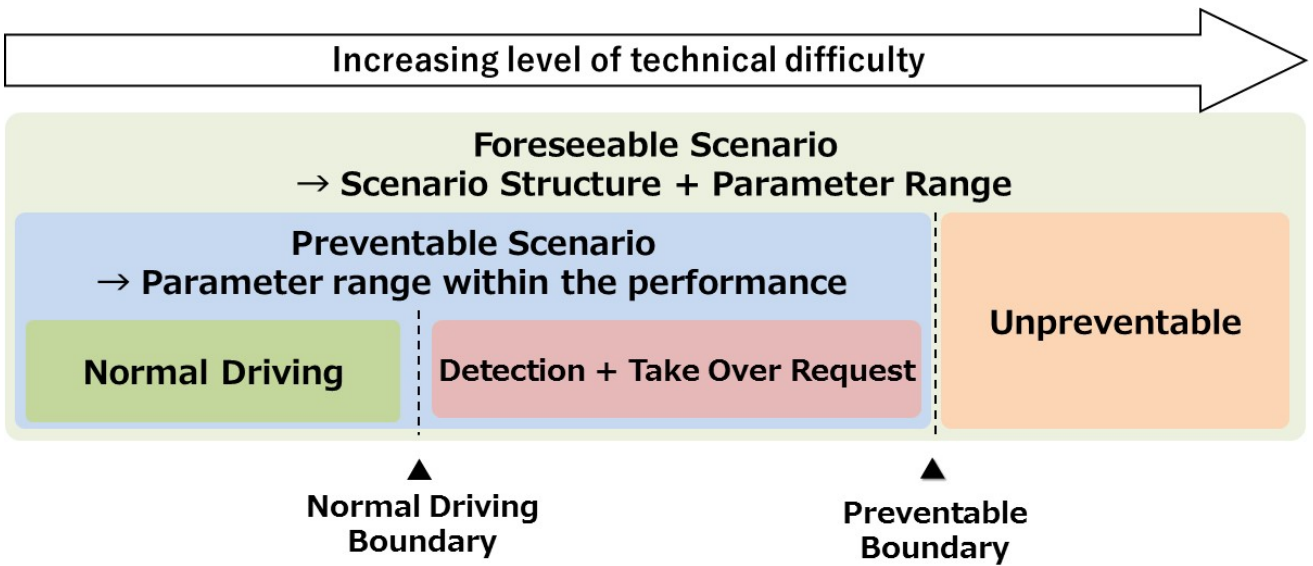 Increasing level of technical difficulty
Foreseeable Scenario
→ Scenario Structure + Parameter Range
Preventable Scenario
→ Parameter range within the performance
Unpreventable
Normal Driving
Detection + Take Over Request
Normal Driving
Boundary
Preventable
Boundary